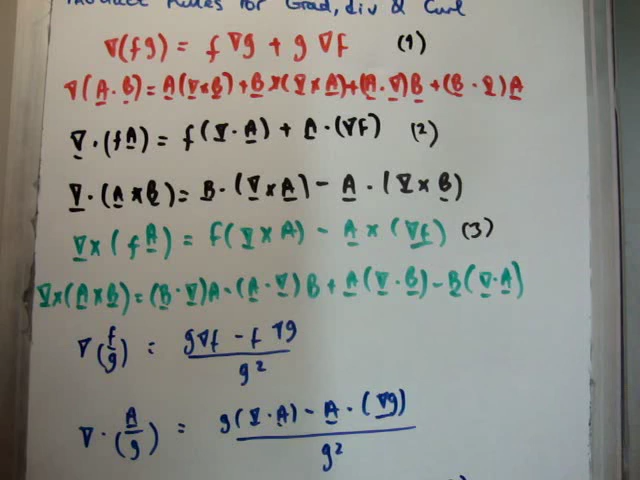 Product Rules for Grad, div & Curl
∇(fg) = f ∇g + g ∇f (1)
∇(A · B) = A(∇×B) + B×(∇×A)+(A·∇)B +(B·∇)A
∇·(fA) = f(∇·A) + A·(∇f) (2)
∇·(A×B) = B·(∇×A) − A·(∇×B)
∇×(fA) = f(∇×A) − A×(∇f) (3)
∇×(A×B) = (B·∇)A − (A·∇)B + A(∇·B) − B(∇·A)
∇(f/g) = g∇f − f ∇g / g²
∇·(A/g) = g(∇·A) − A·(∇g) / g²